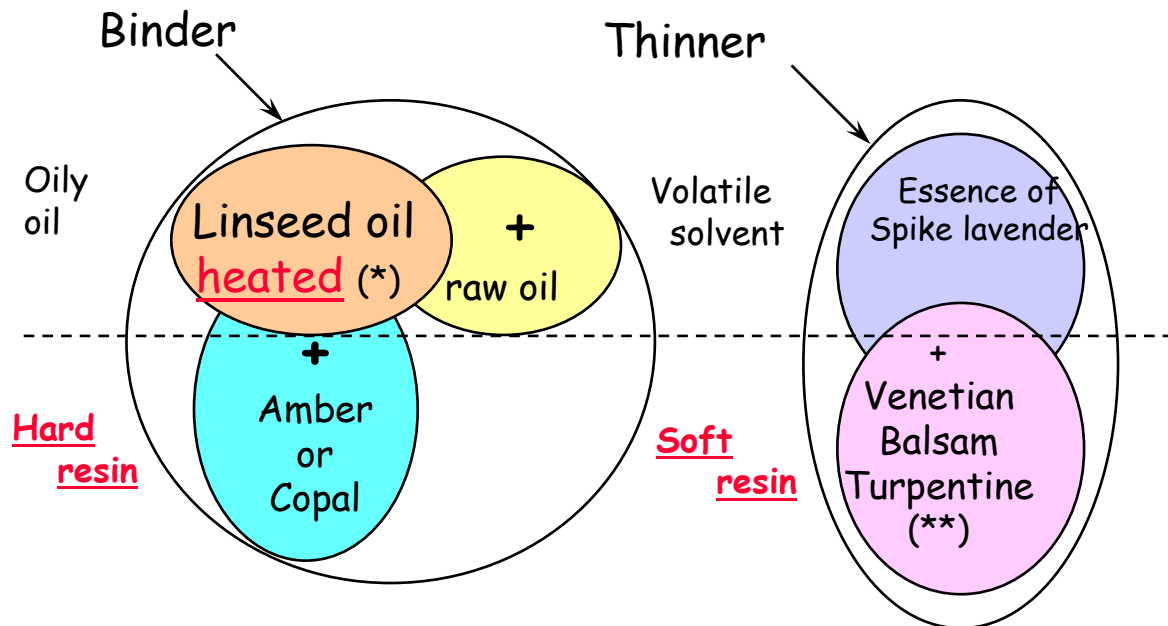 Binder
Thinner
Oily
oil
Linseed oil
heated (*)
+
raw oil
Volatile
solvent
Essence of
Spike lavender
+
Amber
or
Copal
Hard
resin
Soft
resin
+
Venetian
Balsam
Turpentine
(**)